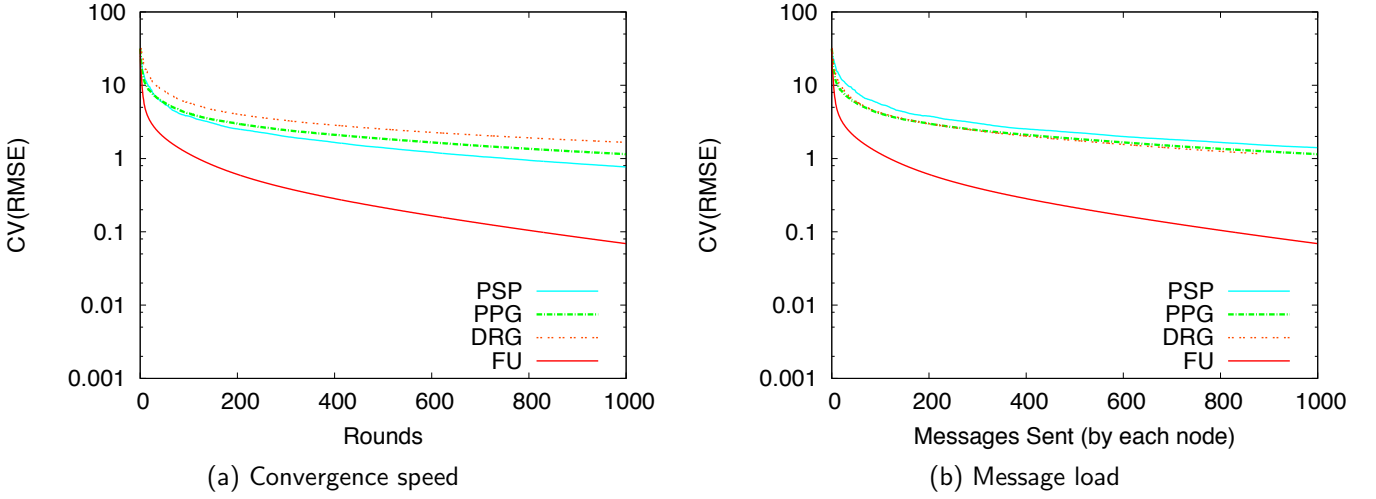 100
10
1
0.1
0.01
0.001
CV(RMSE)
PSP
PPG
DRG
FU
0 200 400 600 800 1000
Rounds
(a) Convergence speed
100
10
1
0.1
0.01
0.001
CV(RMSE)
PSP
PPG
DRG
FU
0 200 400 600 800 1000
Messages Sent (by each node)
(b) Message load